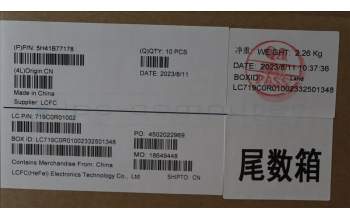 (P)P/N: 5H41B77178
(Q)QTY: 10 PCS
净重: WEIGHT: 2.26 Kg
(4L)Origin:CN
DATE: 2023/8/11
DATE: 2023/8/11 10:37:36
Made in China
BOXID:
Supplier: LCFC
LC719C0R01002332501348
LC P/N: 719C0R01002
PO: 4502022969
BOX ID: LC719C0R01002332501348
MO: 18649448
Contains Merchandise From: China
LCFC(HeFei) Electronics Technology Co., Ltd
SHIPTO: CN
尾数箱